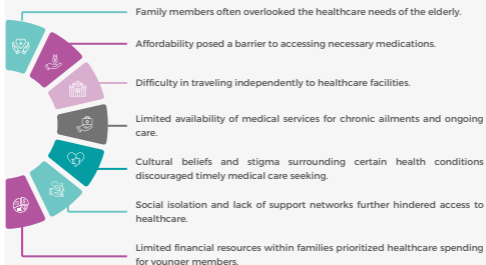 Family members often overlooked the healthcare needs of the elderly.
Affordability posed a barrier to accessing necessary medications.
Difficulty in traveling independently to healthcare facilities.
Limited availability of medical services for chronic ailments and ongoing
care.
Cultural beliefs and stigma surrounding certain health conditions
discouraged timely medical care seeking.
Social isolation and lack of support networks further hindered access to
healthcare.
Limited financial resources within families prioritized healthcare spending
for younger members.